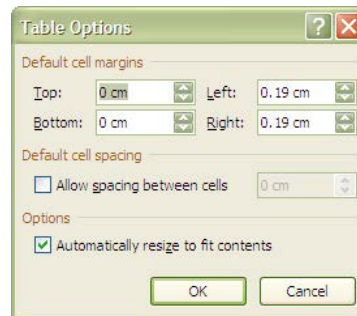 Table Options
Default cell margins
Top: 0 cm Left: 0.19 cm
Bottom: 0 cm Right: 0.19 cm
Default cell spacing
Allow spacing between cells 0 cm
Options
Automatically resize to fit contents
OK Cancel